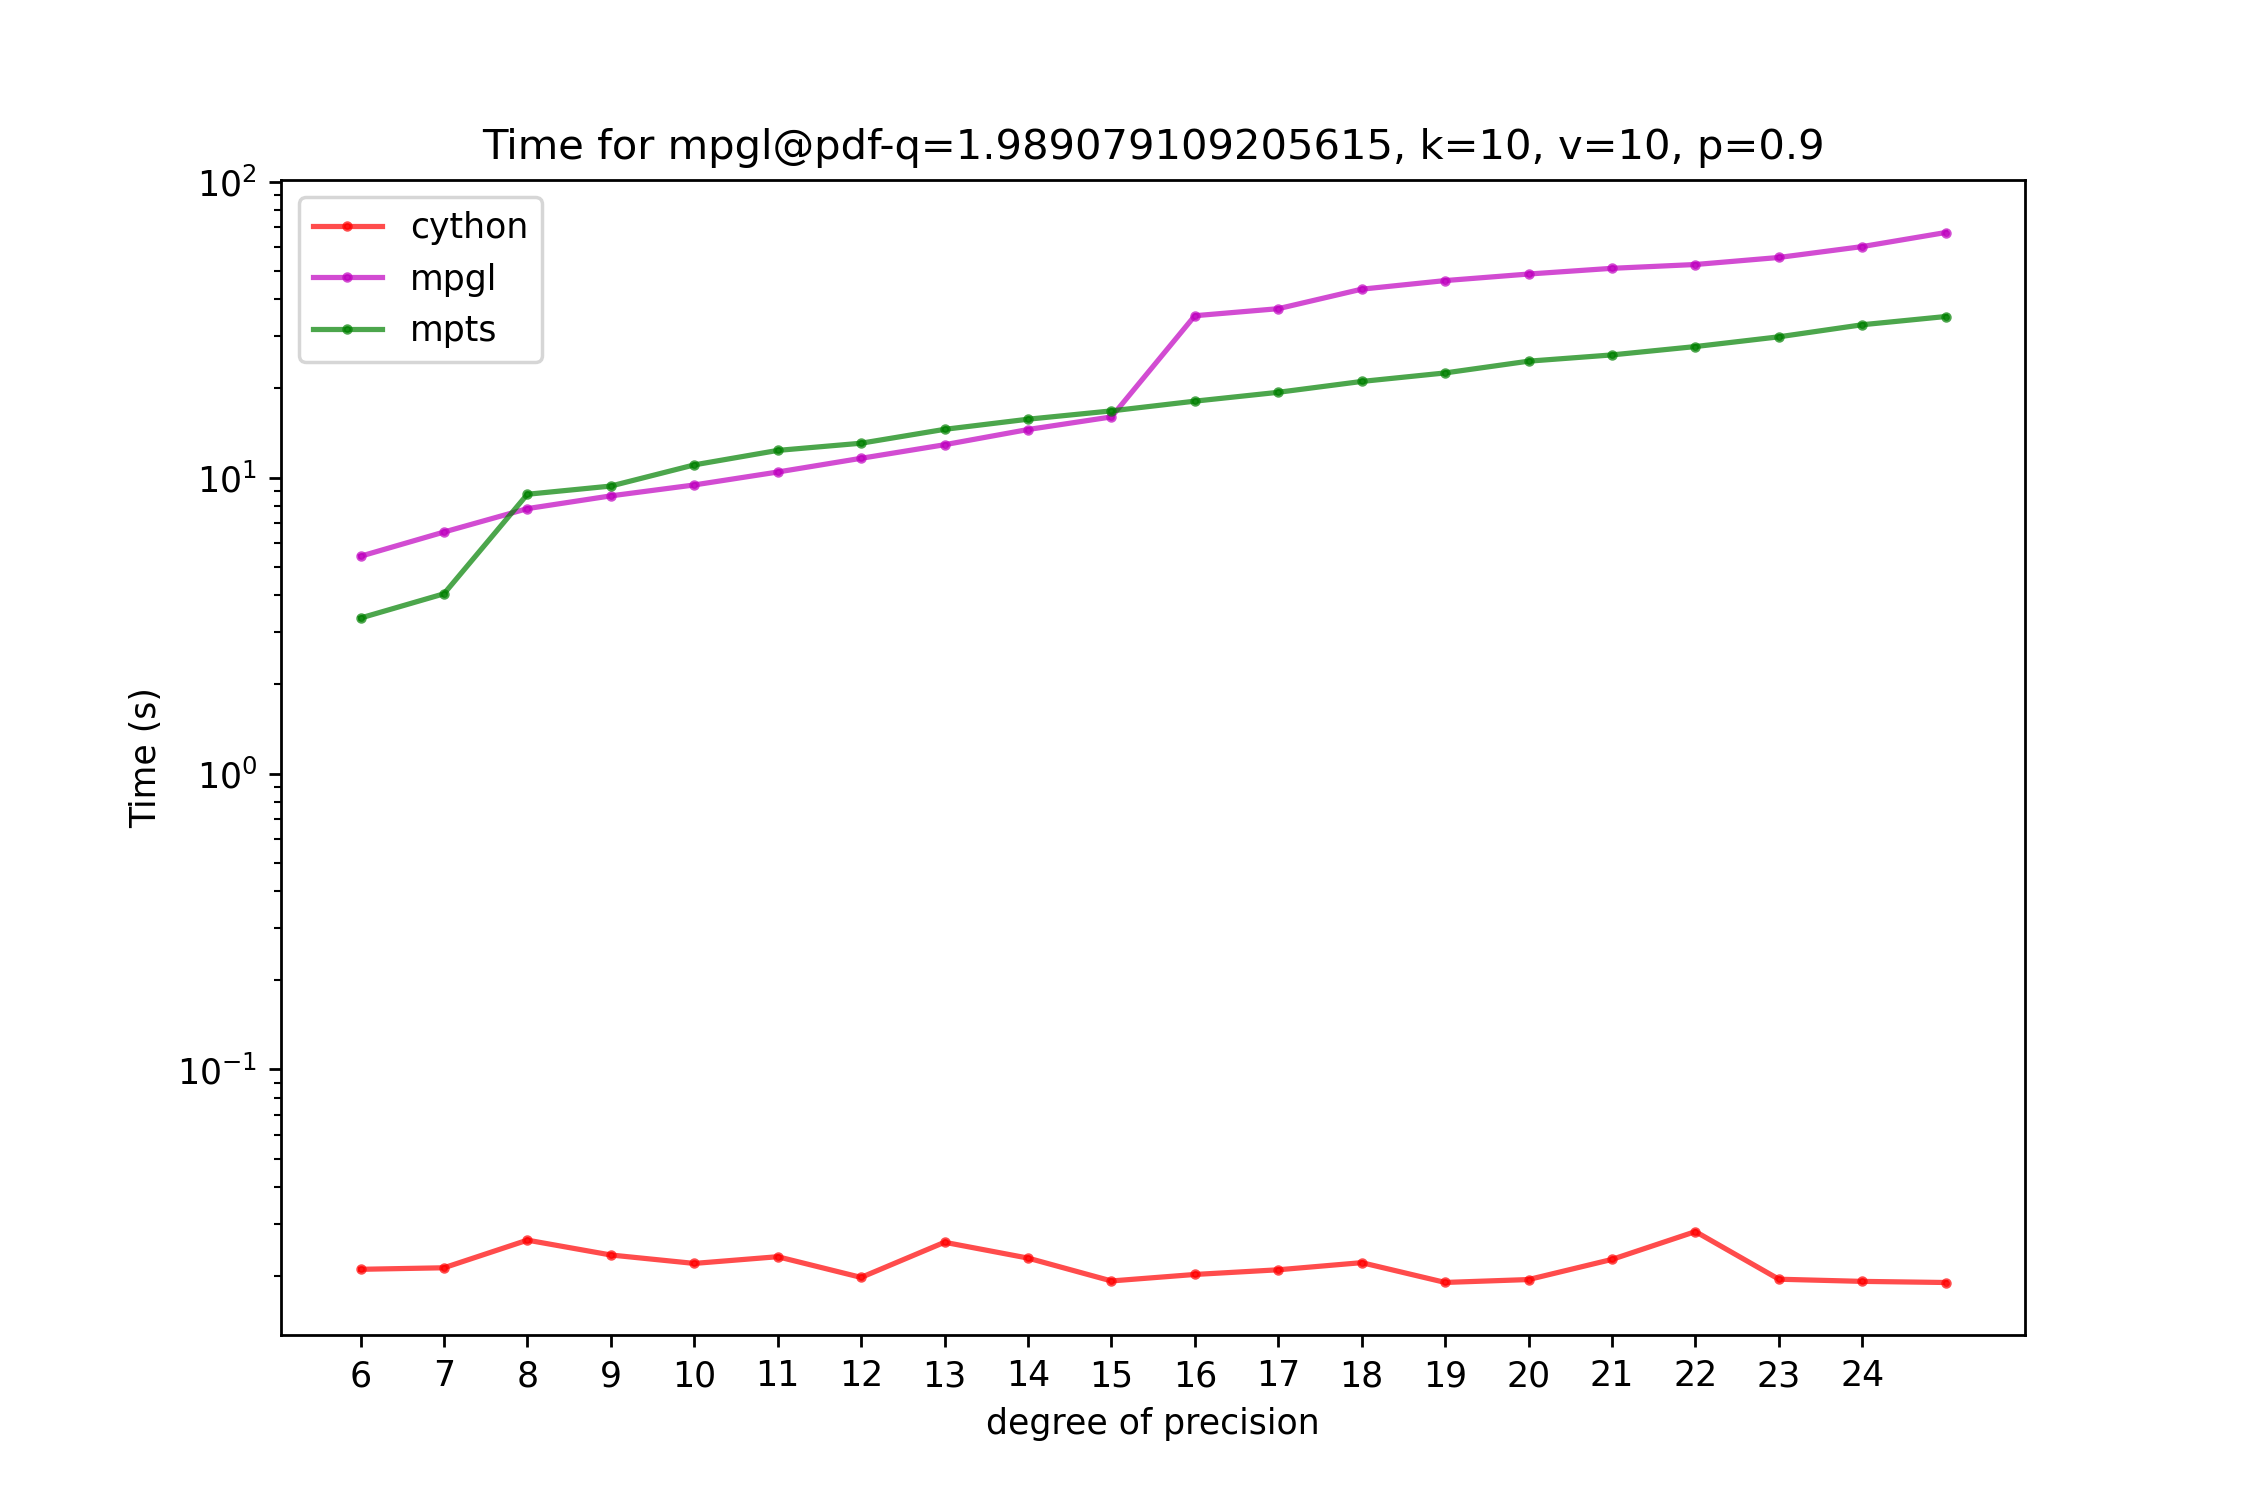 Time for mpgl@pdf-q=1.989079109205615, k=10, v=10, p=0.9
10²
10¹
10⁰
10⁻¹
Time (s)
cython
mpgl
mpts
6 7 8 9 10 11 12 13 14 15 16 17 18 19 20 21 22 23 24
degree of precision